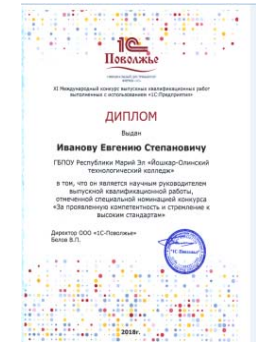 1С
Поволжье
XI Международный конкурс выпускных квалификационных работ
выполненных с использованием «1С:Предприятия»
ДИПЛОМ
Выдан
Иванову Евгению Степановичу
ГБПОУ Республики Марий Эл «Йошкар-Олинский
технологический колледж»
в том, что он является научным руководителем
выпускной квалификационной работы,
отмеченной специальной номинацией конкурса
«За проявленную компетентность и стремление к
высоким стандартам»
Директор ООО «1С-Поволжье»
Белов В.П.
"1С-Поволжье"
2018г.